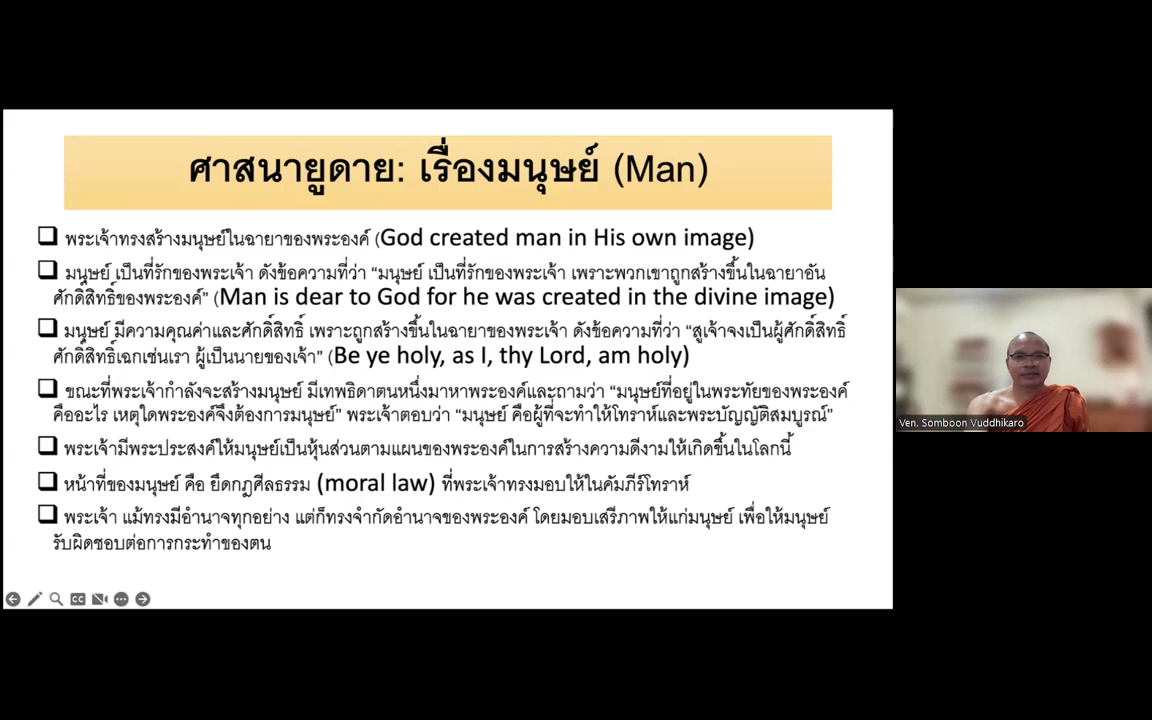 ศาสนายูดาย: เรื่องมนุษย์ (Man)
พระเจ้าทรงสร้างมนุษย์ในฉายาของพระองค์ (God created man in His own image)
มนุษย์ เป็นที่รักของพระเจ้า ดังข้อความที่ว่า “มนุษย์ เป็นที่รักของพระเจ้า เพราะพวกเขาถูกสร้างขึ้นในฉายาอัน
ศักดิ์สิทธิ์ของพระองค์” (Man is dear to God for he was created in the divine image)
มนุษย์ มีความคุณค่าและศักดิ์สิทธิ์ เพราะถูกสร้างขึ้นในฉายาของพระเจ้า ดังข้อความที่ว่า “สูเจ้าจงเป็นผู้ศักดิ์สิทธิ์
ศักดิ์สิทธิ์เฉกเช่นเรา ผู้เป็นนายของเจ้า” (Be ye holy, as I, thy Lord, am holy)
ขณะที่พระเจ้ากำลังจะสร้างมนุษย์ มีเทพธิดาตนหนึ่งมาหาพระองค์และถามว่า “มนุษย์ที่อยู่ในพระทัยของพระองค์
คืออะไร เหตุใดพระองค์จึงต้องการมนุษย์” พระเจ้าตอบว่า “มนุษย์ คือผู้ที่จะทำให้โทราห์และพระบัญญัติสมบูรณ์”
พระเจ้ามีพระประสงค์ให้มนุษย์เป็นหุ้นส่วนตามแผนของพระองค์ในการสร้างความดีงามให้เกิดขึ้นในโลกนี้
หน้าที่ของมนุษย์ คือ ยึดกฎศีลธรรม (moral law) ที่พระเจ้าทรงมอบให้ในคัมภีร์โทราห์
พระเจ้า แม้ทรงมีอำนาจทุกอย่าง แต่ก็ทรงจำกัดอำนาจของพระองค์ โดยมอบเสรีภาพให้แก่มนุษย์ เพื่อให้มนุษย์
รับผิดชอบต่อการกระทำของตน
Ven. Somboon Vuddhikaro
CC